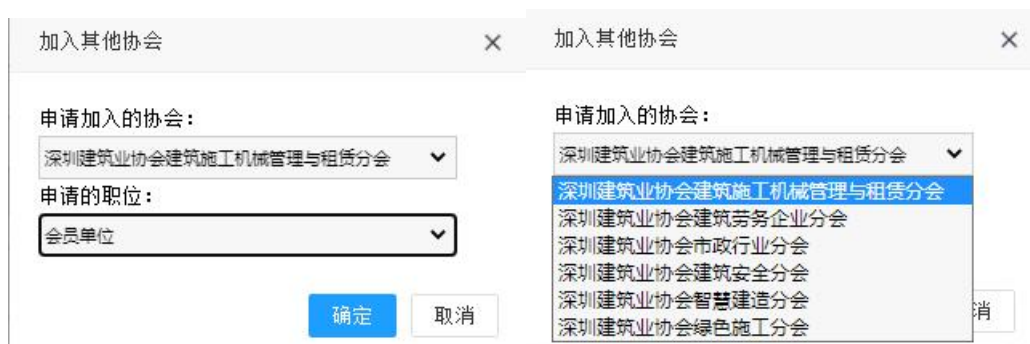 加入其他协会
申请加入的协会:
深圳建筑业协会建筑施工机械管理与租赁分会
申请的职位:
会员单位
确定
取消
加入其他协会
申请加入的协会:
深圳建筑业协会建筑施工机械管理与租赁分会
深圳建筑业协会建筑施工机械管理与租赁分会
深圳建筑业协会建筑劳务企业分会
深圳建筑业协会市政行业分会
深圳建筑业协会建筑安全分会
深圳建筑业协会智慧建造分会
深圳建筑业协会绿色施工分会
消